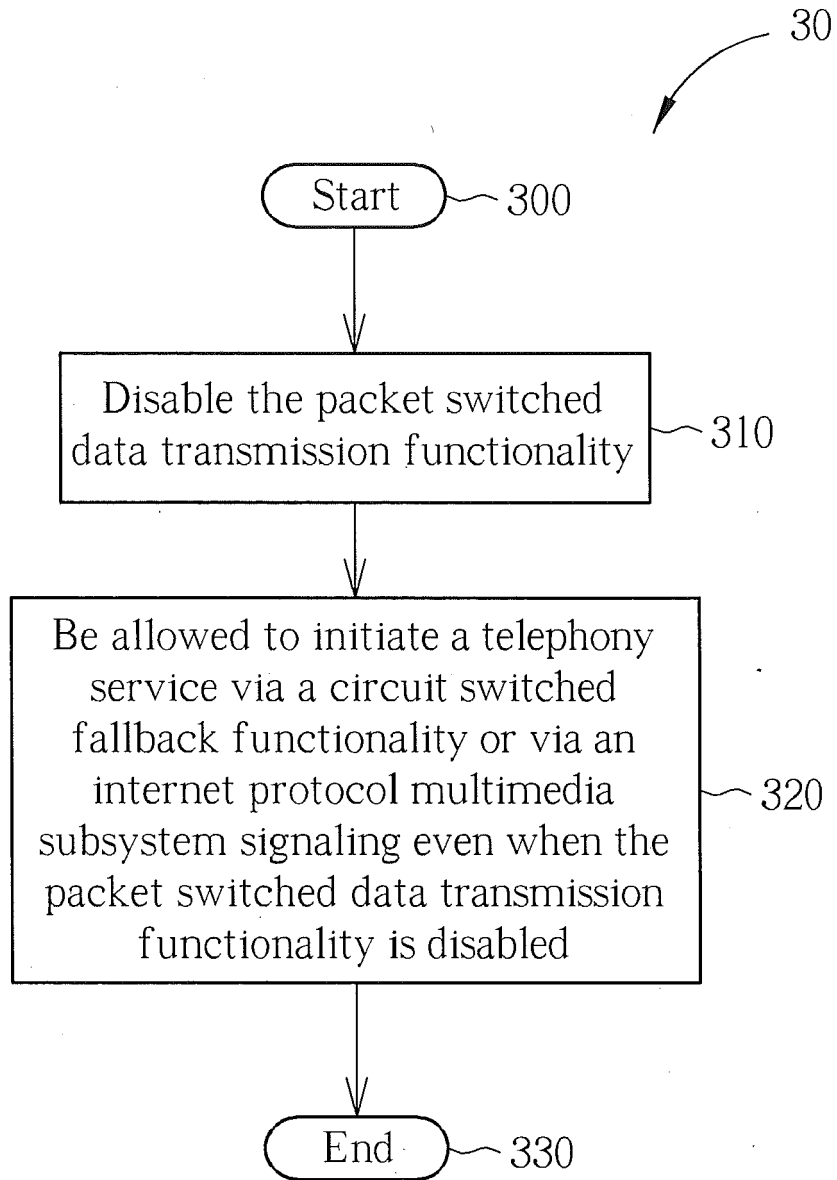 30
Start
300
Disable the packet switched
data transmission functionality
310
Be allowed to initiate a telephony
service via a circuit switched
fallback functionality or via an
internet protocol multimedia
subsystem signaling even when the
packet switched data transmission
functionality is disabled
320
End
330